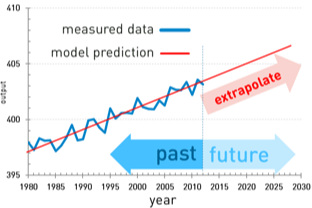 410
measured data
model prediction
405
extrapolate
output
400
past future
395
1980 1985 1990 1995 2000 2005 2010 2015 2020 2025 2030
year